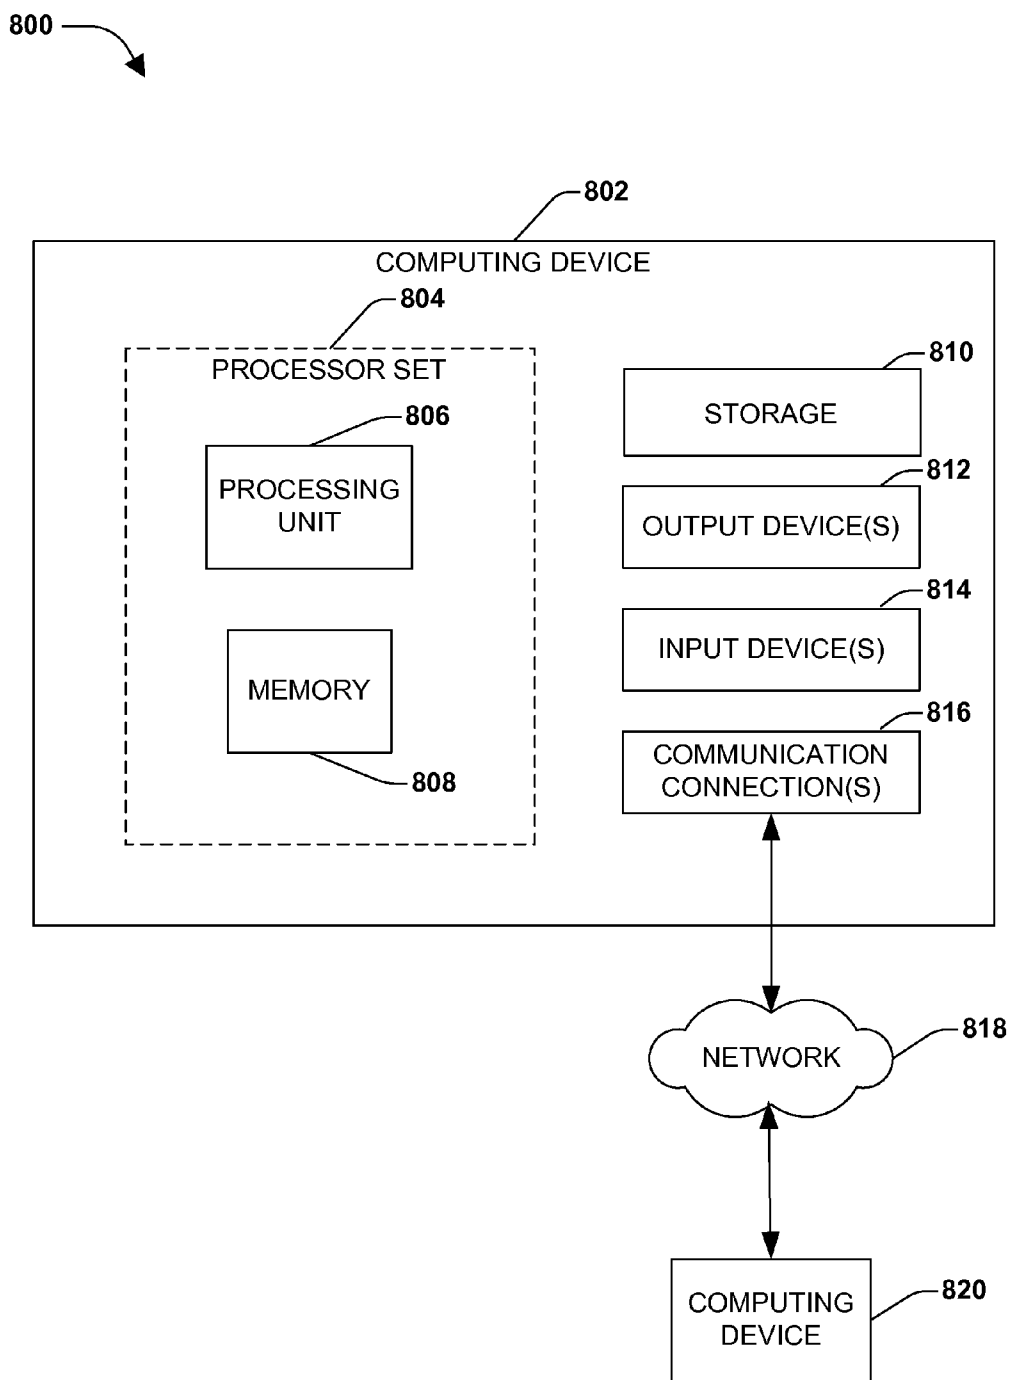 800
802
COMPUTING DEVICE
804
PROCESSOR SET
806
PROCESSING
UNIT
MEMORY
808
810
STORAGE
812
OUTPUT DEVICE(S)
814
INPUT DEVICE(S)
816
COMMUNICATION
CONNECTION(S)
NETWORK
818
COMPUTING
DEVICE
820